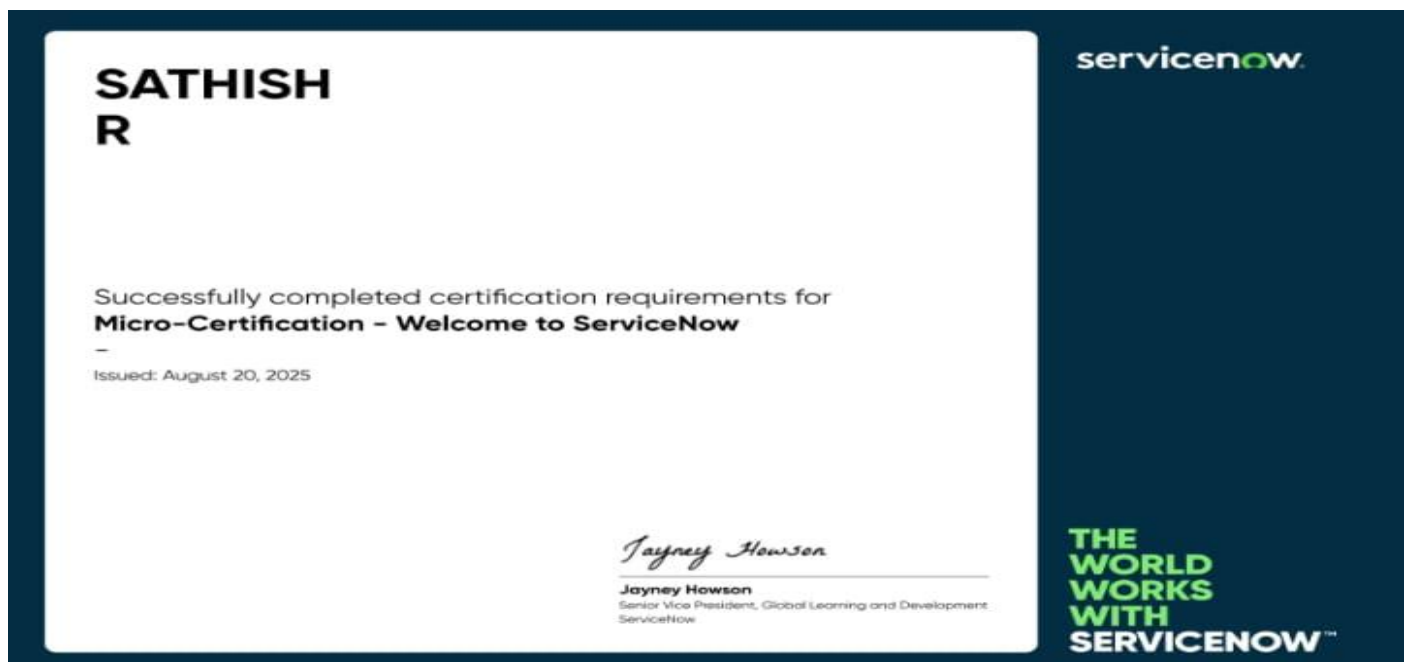 SATHISH
R
servicenow.
Successfully completed certification requirements for
Micro-Certification - Welcome to ServiceNow
-
Issued: August 20, 2025
Jayney Howson
Jayney Howson
Senior Vice President, Global Learning and Development
ServiceNow
THE
WORLD
WORKS
WITH
SERVICENOW™